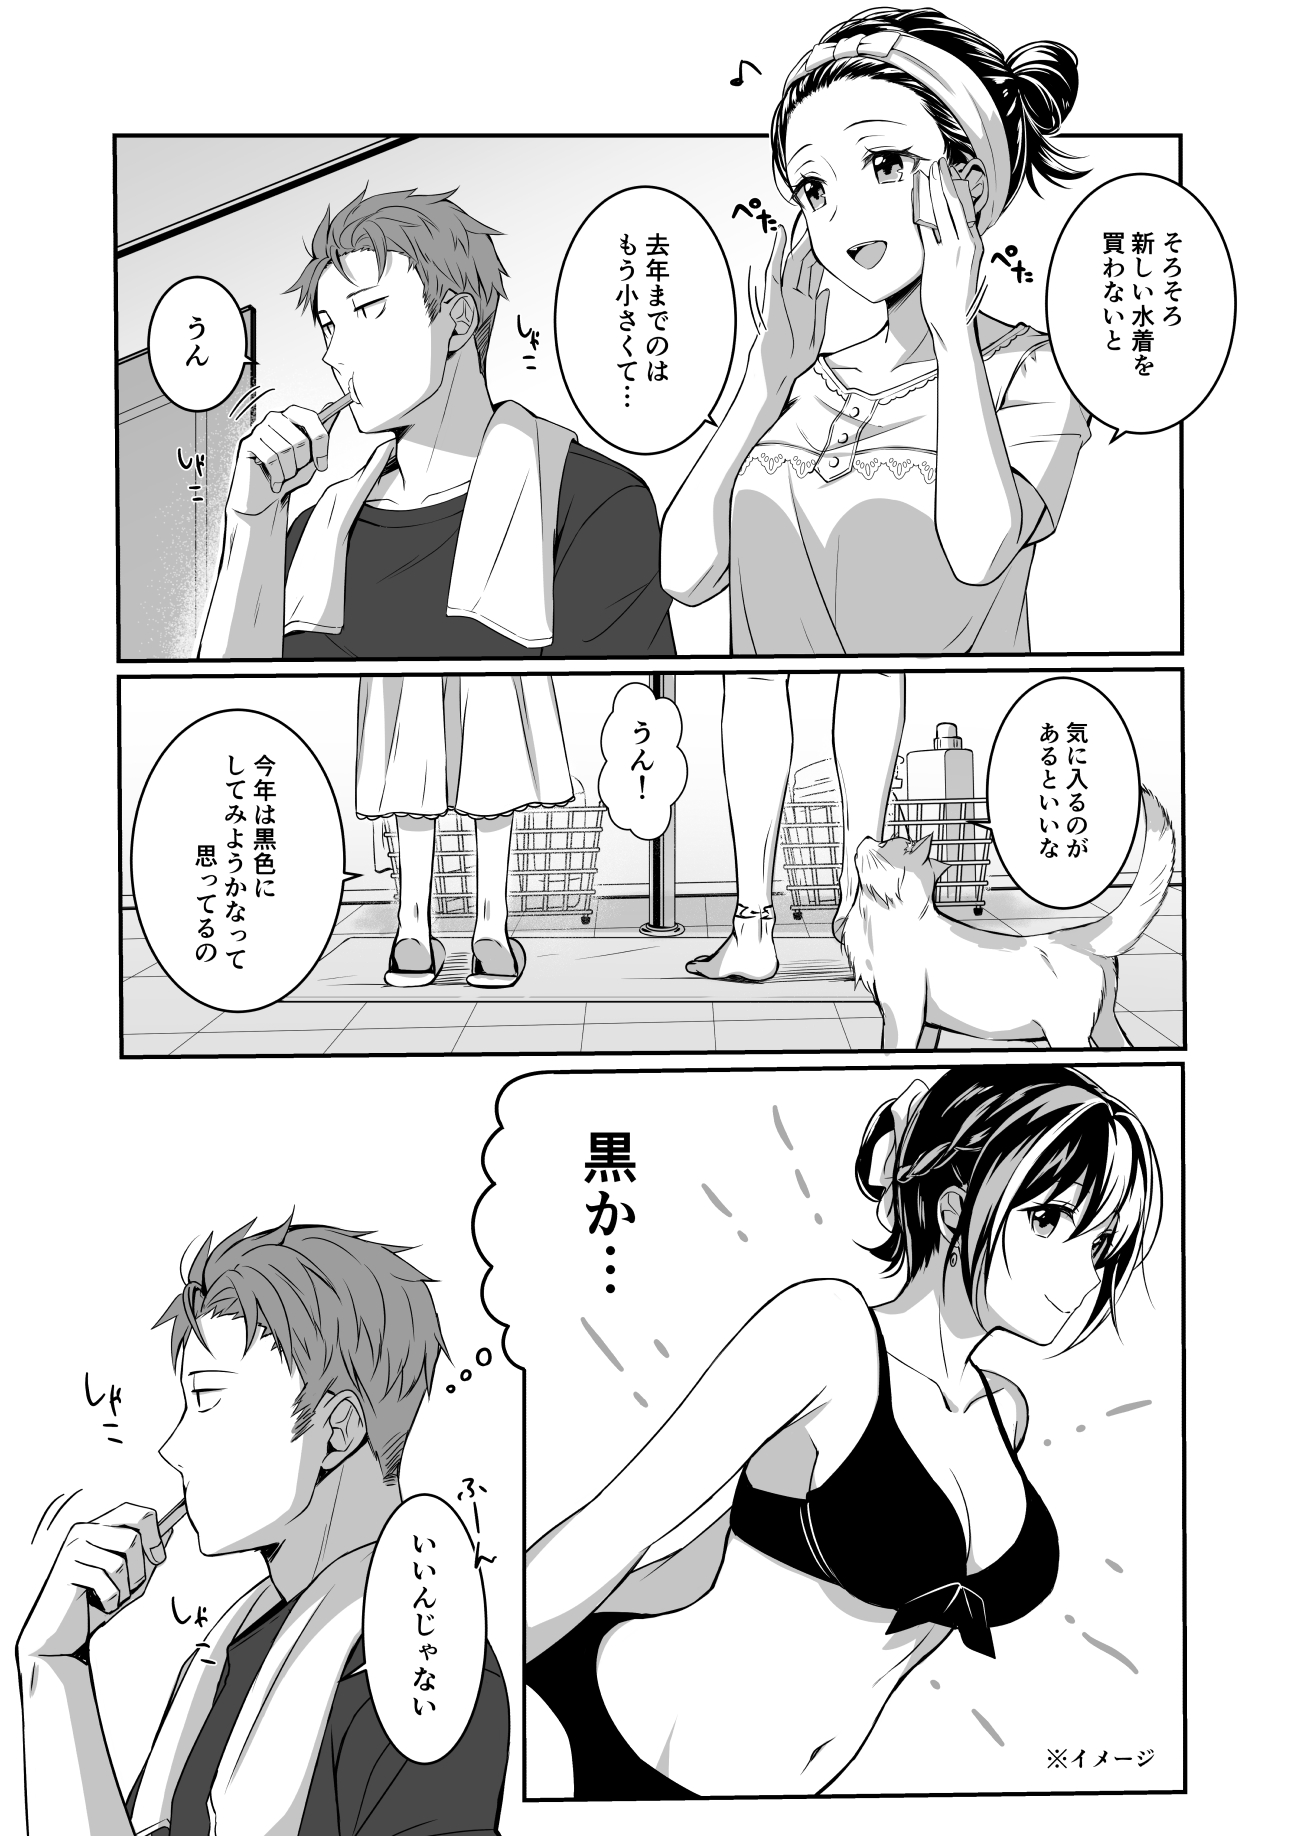 ♪
そろそろ
新しい水着を
買わないと
ぺた
ぺた
去年までのは
もう小さくて…
しゃこ
うん
しゃこ
気に入るのが
あるといいな
うん！
今年は黒色に
してみようかなって
思ってるの
黒か…
※イメージ
しゃこ
ふーん
いいんじゃない
しゃこ